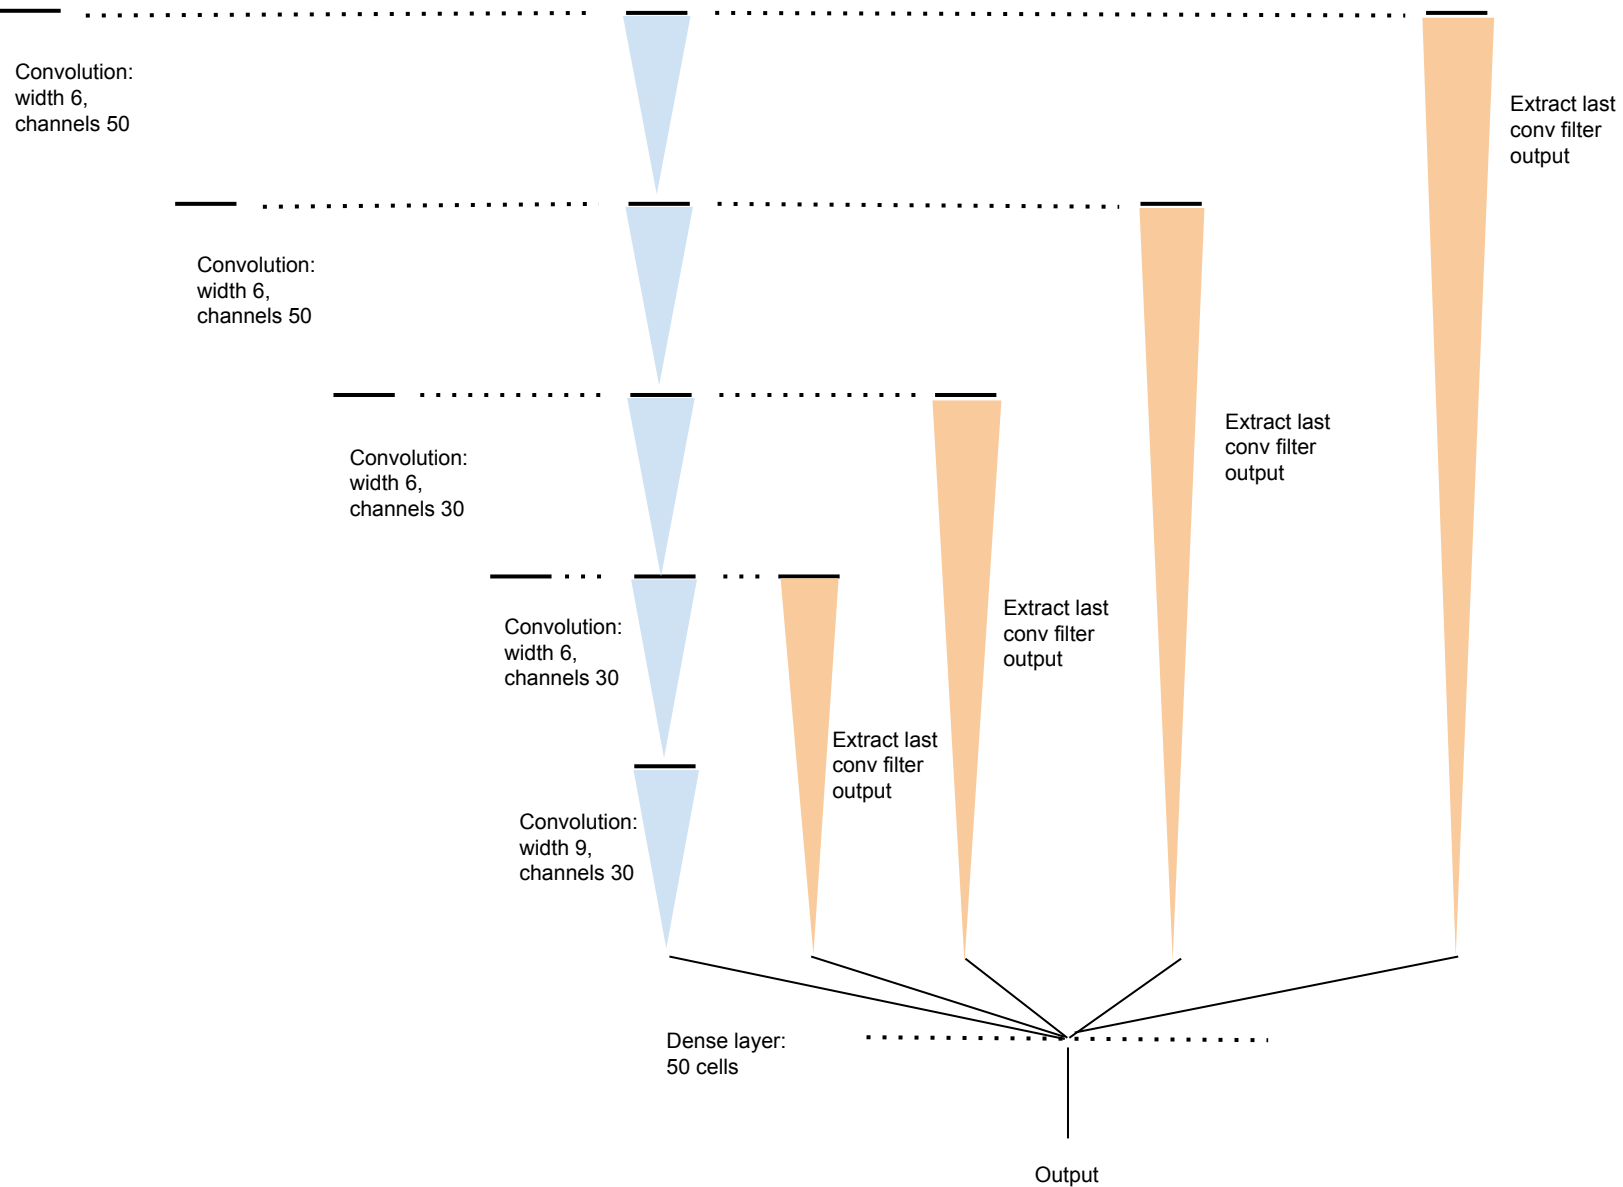 Convolution:
width 6,
channels 50
Extract last
conv filter
output
Convolution:
width 6,
channels 50
Extract last
conv filter
output
Convolution:
width 6,
channels 30
Extract last
conv filter
output
Convolution:
width 6,
channels 30
Extract last
conv filter
output
Convolution:
width 9,
channels 30
Dense layer:
50 cells
Output